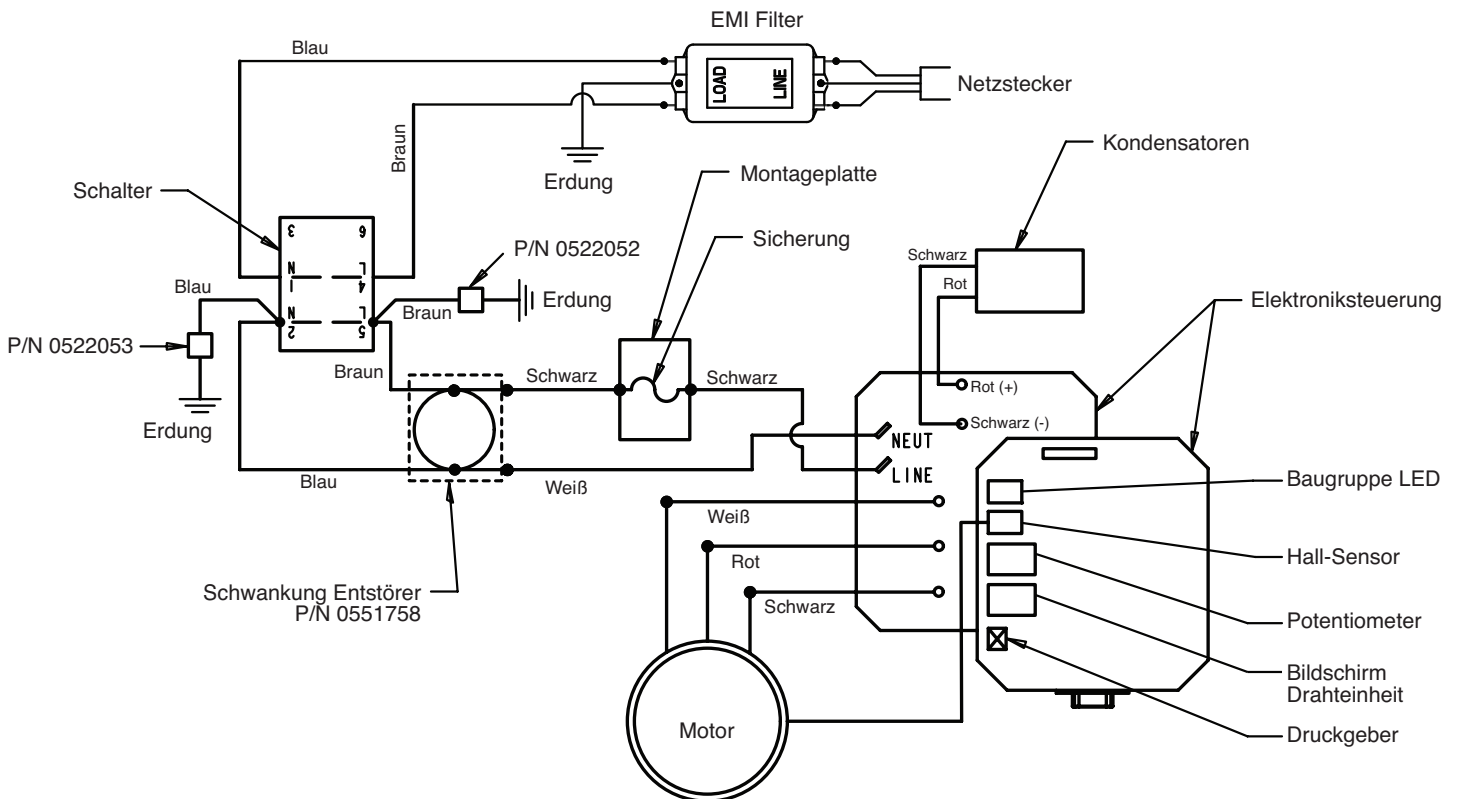 EMI Filter
Blau
LOAD
LINE
Netzstecker
Braun
Kondensatoren
Erdung
Montageplatte
Schalter
3
6
Sicherung
P/N 0522052
Schwarz
N
L
1
4
Rot
Blau
Erdung
Braun
Elektroniksteuerung
N
L
2
5
P/N 0522053
Braun
Schwarz
Schwarz
Rot (+)
Erdung
Schwarz (-)
NEUT
LINE
Blau
Weiß
Baugruppe LED
Weiß
Hall-Sensor
Rot
Schwankung Entstörer
P/N 0551758
Schwarz
Potentiometer
Bildschirm
Drahteinheit
Motor
Druckgeber